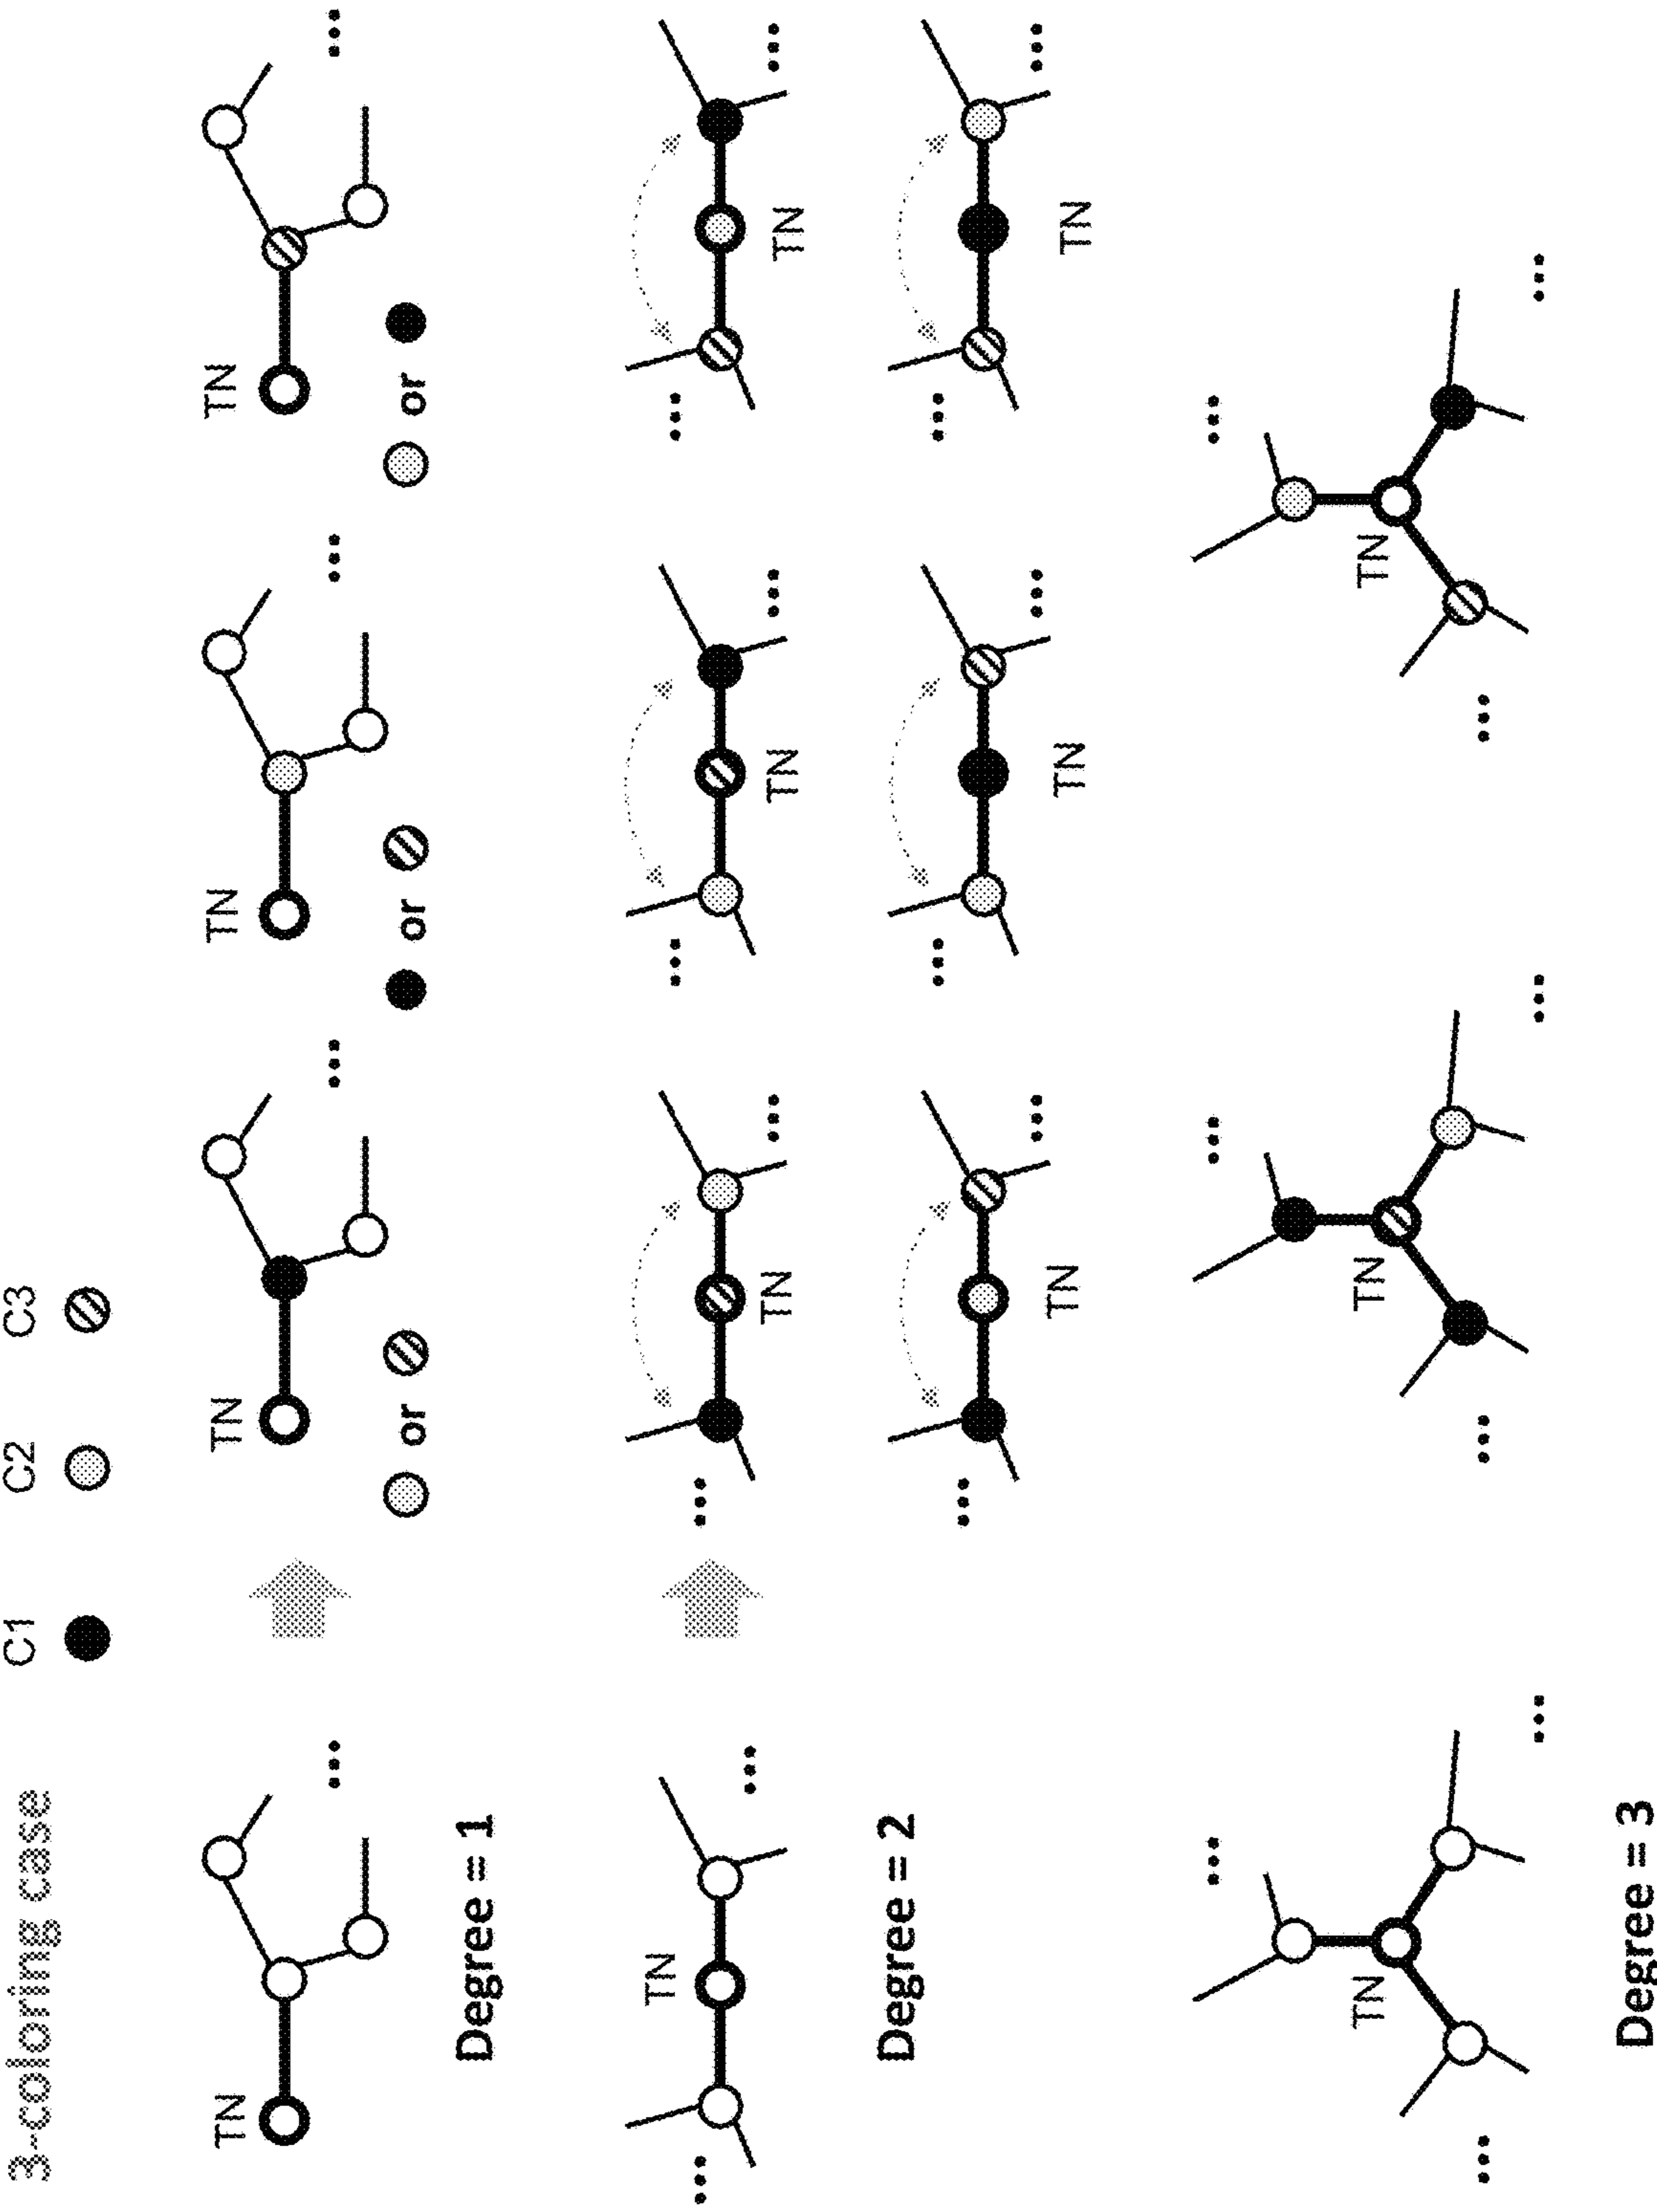 3-coloring case C1 C2 C3
TN TN TN TN
or or or
Degree = 1
TN
TN TN TN
Degree = 2
TN TN TN
TN TN TN
Degree = 3